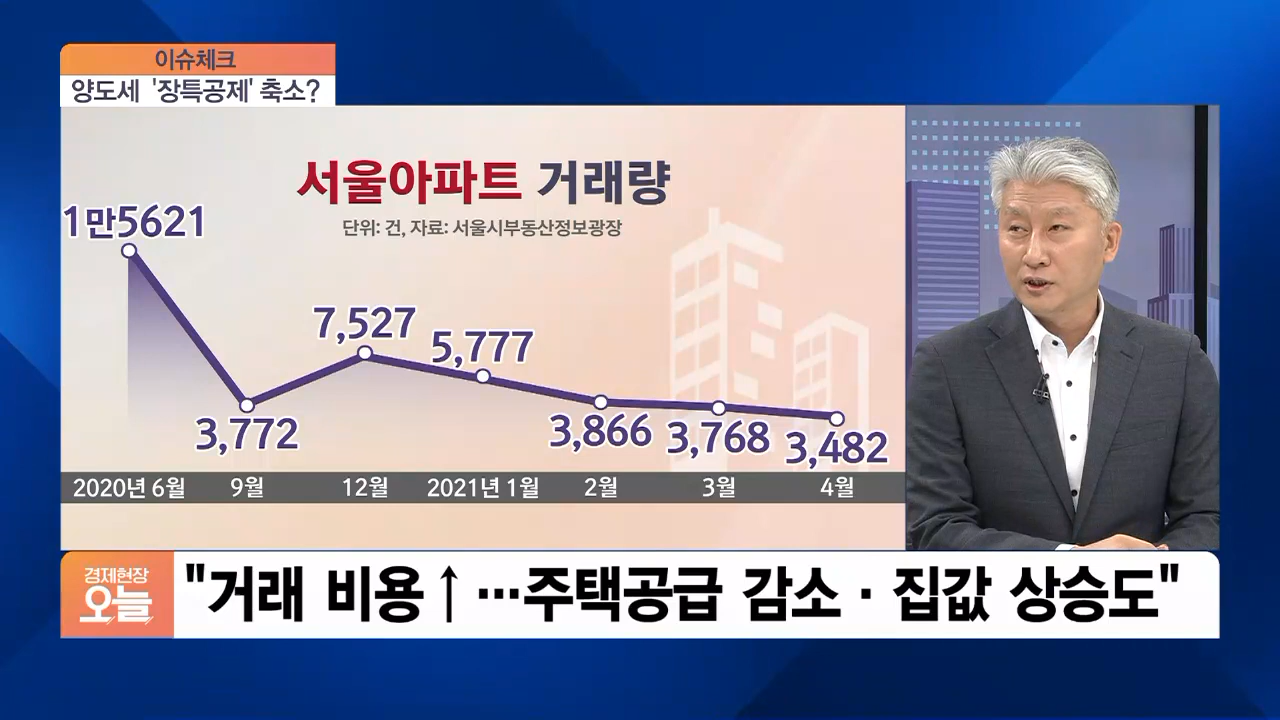 이슈체크
양도세 '장특공제' 축소?
서울아파트 거래량
단위: 건, 자료: 서울시부동산정보광장
1만5621
3,772
7,527
5,777
3,866
3,768
3,482
2020년 6월 9월 12월 2021년 1월 2월 3월 4월
경제현장
오늘
"거래 비용↑…주택공급 감소·집값 상승도"